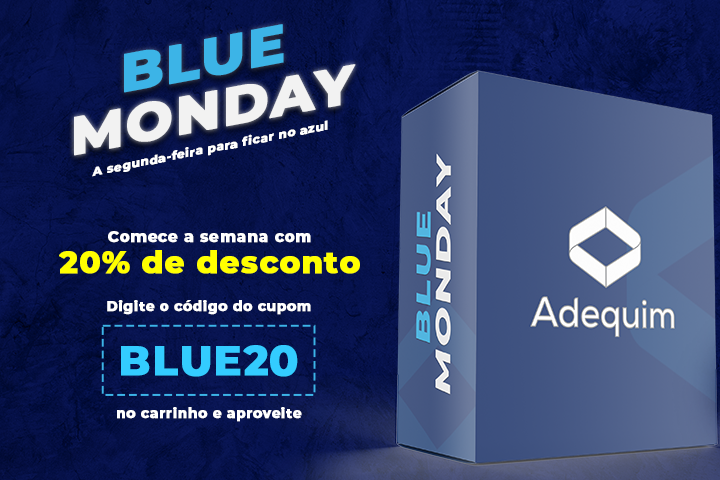 BLUE
MONDAY
A segunda-feira para ficar no azul
Comece a semana com
20% de desconto
Digite o código do cupom
BLUE20
no carrinho e aproveite
BLUE
MONDAY
Adequim